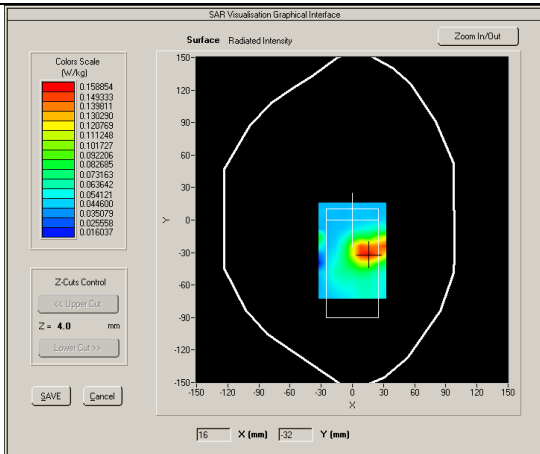 SAR Visualisation Graphical Interface
Surface Radiated Intensity
Zoom In/Out
Colors Scale
(W/kg)
0.158854
0.149333
0.139811
0.130290
0.120769
0.111248
0.101727
0.092206
0.082685
0.073163
0.063642
0.054121
0.044600
0.035079
0.025558
0.016037
Z-Cuts Control
<< Upper Cut
Z = 4.0 mm
Lower Cut >>
SAVE
Cancel
150
120
90
60
30
0
-30
-60
-90
-120
-150
Y
-150 -120 -90 -60 -30 0 30 60 90 120 150
X
16 X (mm) -32 Y (mm)